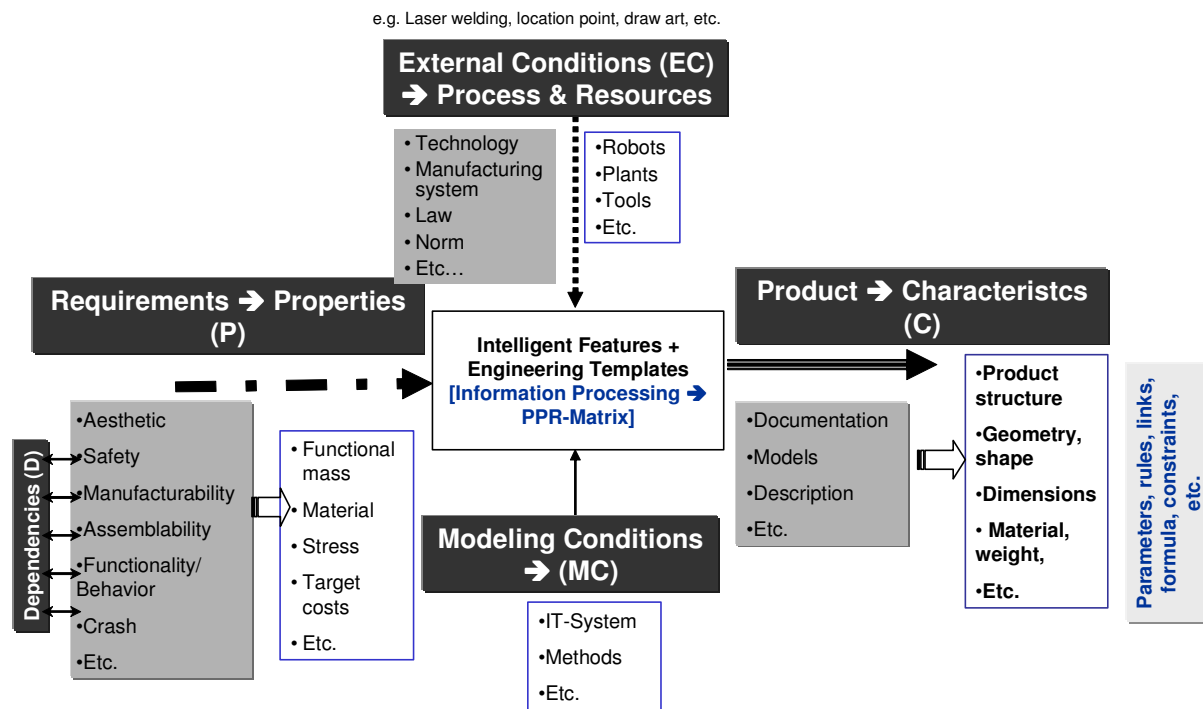 e.g. Laser welding, location point, draw art, etc.
External Conditions (EC)
➔ Process & Resources
• Technology
• Manufacturing
system
• Law
• Norm
• Etc…
•Robots
•Plants
•Tools
•Etc.
Requirements ➔ Properties
(P)
Product ➔ Characteristcs
(C)
Intelligent Features +
Engineering Templates
[Information Processing ➔
PPR-Matrix]
Dependencies (D)
•Aesthetic
•Safety
•Manufacturability
•Assemblability
•Functionality/
Behavior
•Crash
•Etc.
• Functional
mass
• Material
• Stress
• Target
costs
• Etc.
Modeling Conditions
➔ (MC)
•IT-System
•Methods
•Etc.
•Documentation
•Models
•Description
•Etc.
•Product
structure
•Geometry,
shape
•Dimensions
• Material,
weight,
•Etc.
Parameters, rules, links,
formula, constraints,
etc.